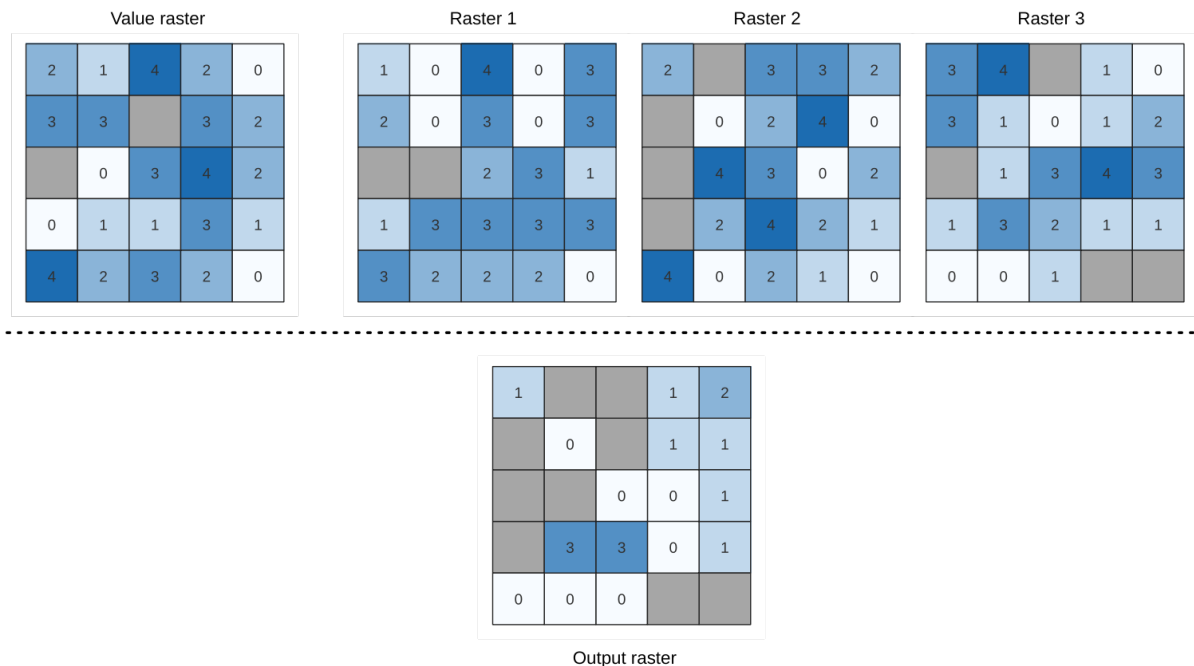 Value raster Raster 1 Raster 2 Raster 3
2 1 4 2 0 1 0 4 0 3 2 3 3 2 3 4 1 0
3 3 3 2 2 0 3 0 3 0 2 4 0 3 1 0 1 2
0 3 4 2 2 3 1 4 3 0 2 1 3 4 3
0 1 1 3 1 1 3 3 3 3 2 4 2 1 1 3 2 1 1
4 2 3 2 0 3 2 2 2 0 4 0 2 1 0 0 0 1
1 1 2
0 1 1
0 0 1
3 3 0 1
0 0 0
Output raster